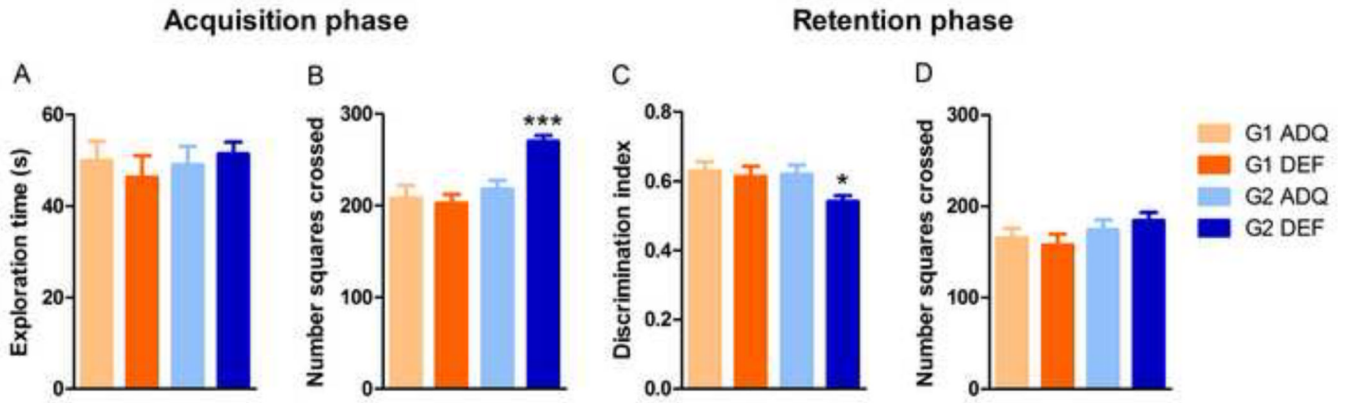 Acquisition phase
Retention phase
A
Exploration time (s)
60
40
20
0
B
Number squares crossed
300
200
100
0
***
C
Discrimination index
0.8
0.6
0.4
0.2
0.0
*
D
Number squares crossed
300
200
100
0
G1 ADQ
G1 DEF
G2 ADQ
G2 DEF